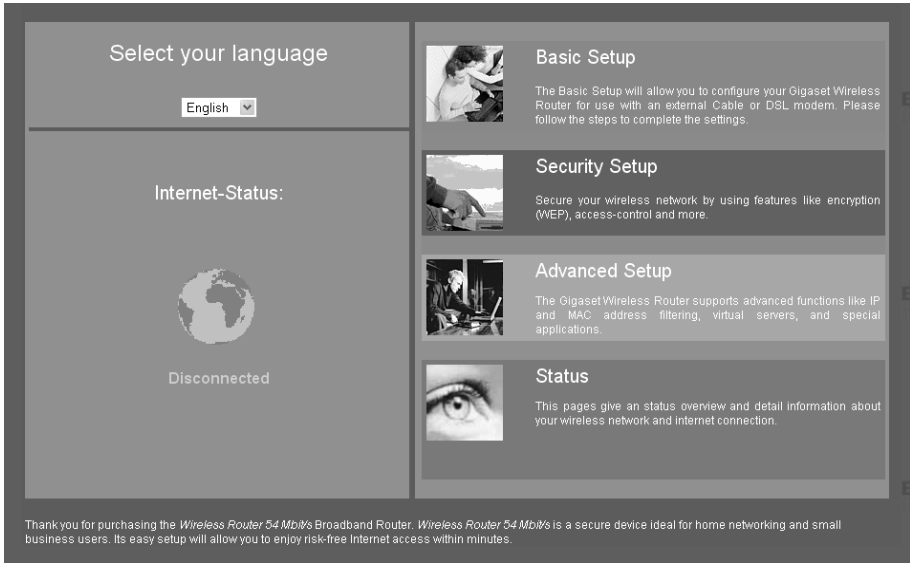 Select your language
English
Internet-Status:
Disconnected
Basic Setup
The Basic Setup will allow you to configure your Gigaset Wireless
Router for use with an external Cable or DSL modem. Please
follow the steps to complete the settings.
Security Setup
Secure your wireless network by using features like encryption
(WEP), access-control and more.
Advanced Setup
The Gigaset Wireless Router supports advanced functions like IP
and MAC address filtering, virtual servers, and special
applications.
Status
This pages give an status overview and detail information about
your wireless network and internet connection.
Thank you for purchasing the Wireless Router 54 Mbit/s Broadband Router. Wireless Router 54 Mbit/s is a secure device ideal for home networking and small
business users. Its easy setup will allow you to enjoy risk-free Internet access within minutes.